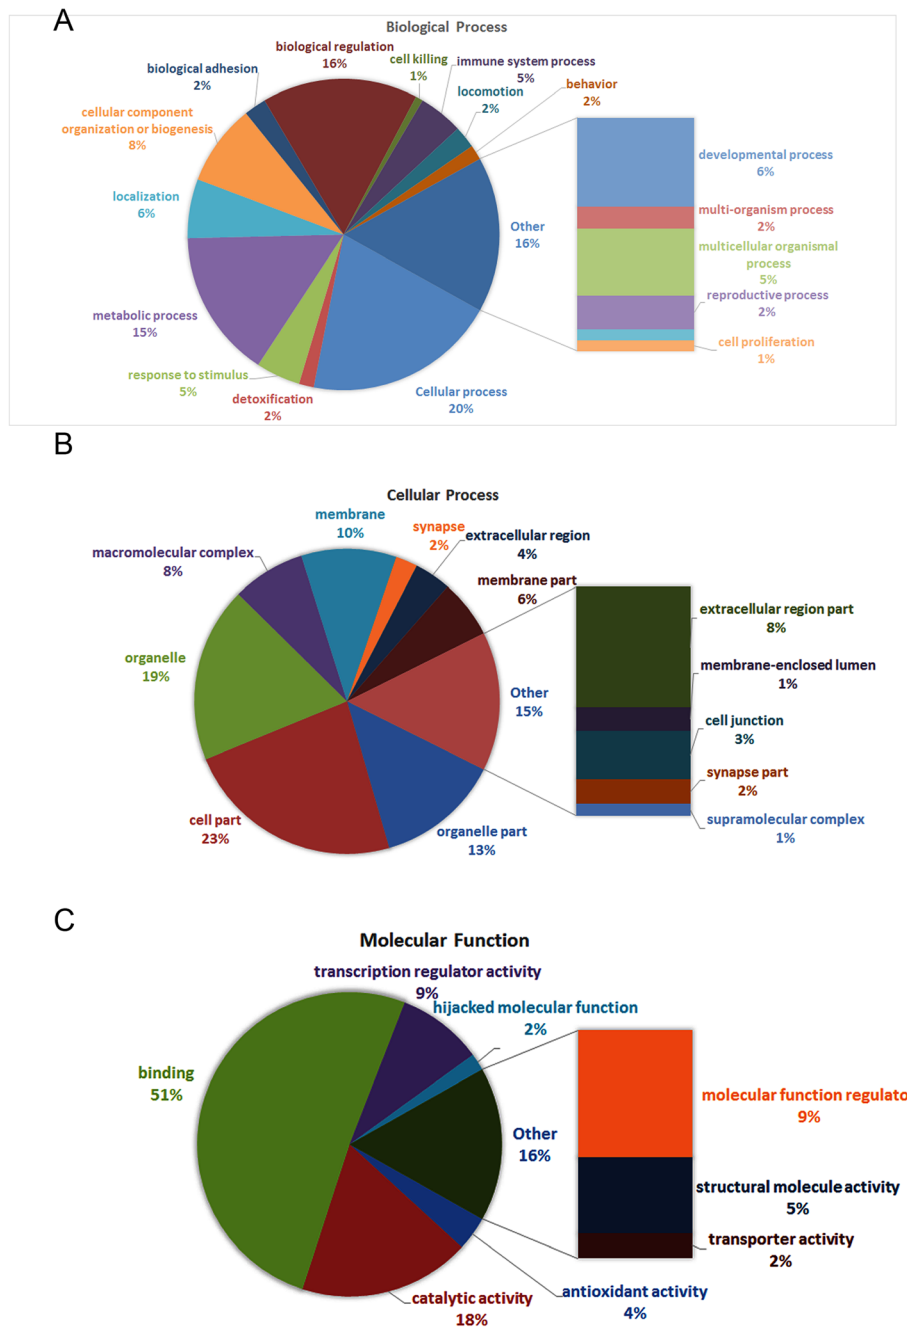 A
Biological Process
biological regulation
16%
cell killing
1%
immune system process
5%
locomotion
2%
behavior
2%
biological adhesion
2%
cellular component
organization or biogenesis
8%
localization
6%
metabolic process
15%
response to stimulus
5%
detoxification
2%
Cellular process
20%
Other
16%
developmental process
6%
multi-organism process
2%
multicellular organismal
process
5%
reproductive process
2%
cell proliferation
1%
B
Cellular Process
membrane
10%
synapse
2%
extracellular region
4%
membrane part
6%
macromolecular complex
8%
organelle
19%
cell part
23%
organelle part
13%
Other
15%
extracellular region part
8%
membrane-enclosed lumen
1%
cell junction
3%
synapse part
2%
supramolecular complex
1%
C
Molecular Function
transcription regulator activity
9%
hijacked molecular function
2%
binding
51%
Other
16%
catalytic activity
18%
antioxidant activity
4%
molecular function regulato
9%
structural molecule activity
5%
transporter activity
2%